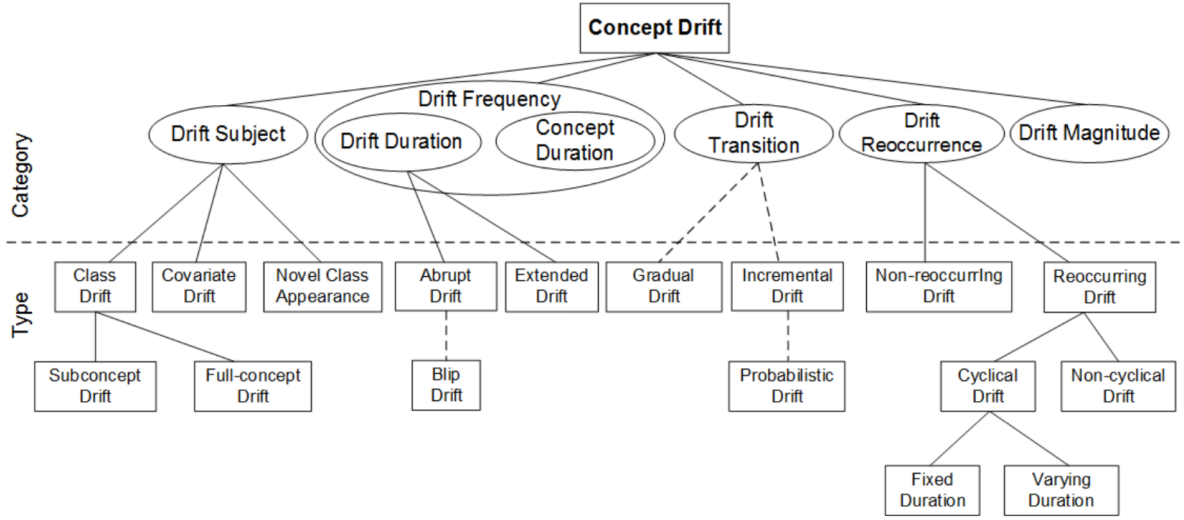 Concept Drift
Drift Frequency
Drift Subject
Drift Duration
Concept
Duration
Drift
Transition
Drift
Reoccurrence
Drift Magnitude
Category
Type
Class
Drift
Covariate
Drift
Novel Class
Appearance
Abrupt
Drift
Extended
Drift
Gradual
Drift
Incremental
Drift
Non-reoccurrIng
Drift
Reoccurring
Drift
Subconcept
Drift
Full-concept
Drift
Blip
Drift
Probabilistic
Drift
Cyclical
Drift
Non-cyclical
Drift
Fixed
Duration
Varying
Duration